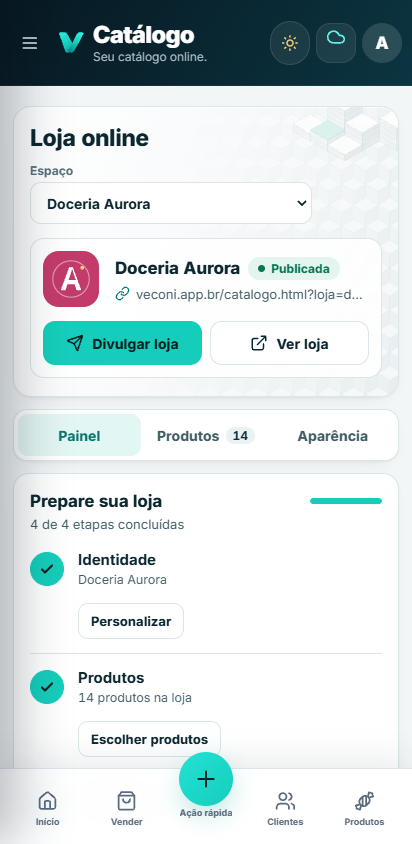 Catálogo
Seu catálogo online.
A
Loja online
Espaço
Doceria Aurora
A
Doceria Aurora
Publicada
veconi.app.br/catalogo.html?loja=d...
Divulgar loja
Ver loja
Painel
Produtos 14
Aparência
Prepare sua loja
4 de 4 etapas concluídas
Identidade
Doceria Aurora
Personalizar
Produtos
14 produtos na loja
Escolher produtos
Início
Vender
Ação rápida
Clientes
Produtos